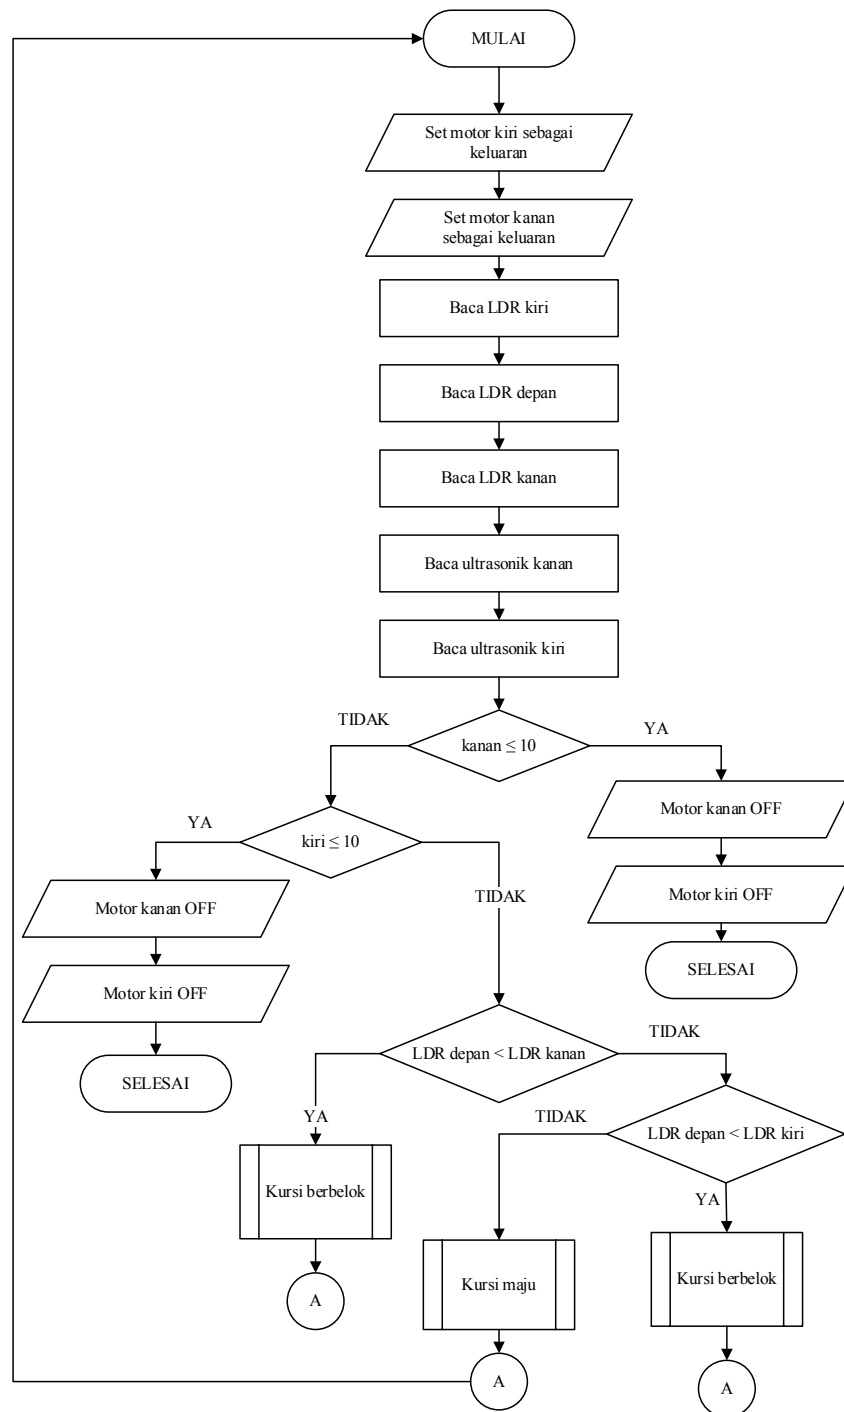 MULAI
Set motor kiri sebagai
keluaran
Set motor kanan
sebagai keluaran
Baca LDR kiri
Baca LDR depan
Baca LDR kanan
Baca ultrasonik kanan
Baca ultrasonik kiri
TIDAK
kanan ≤ 10
YA
Motor kanan OFF
YA
kiri ≤ 10
Motor kiri OFF
TIDAK
Motor kanan OFF
SELESAI
Motor kiri OFF
SELESAI
TIDAK
LDR depan < LDR kanan
YA
TIDAK
LDR depan < LDR kiri
YA
Kursi berbelok
Kursi maju
Kursi berbelok
A
A
A